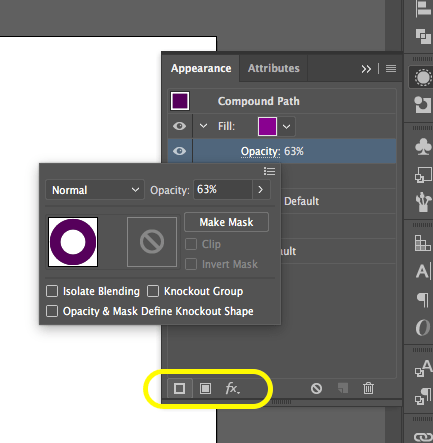 Appearance Attributes
Compound Path
Fill:
Opacity: 63%
Normal Opacity: 63%
Default
Make Mask
Clip
Invert Mask
Isolate Blending Knockout Group
Opacity & Mask Define Knockout Shape
fx.